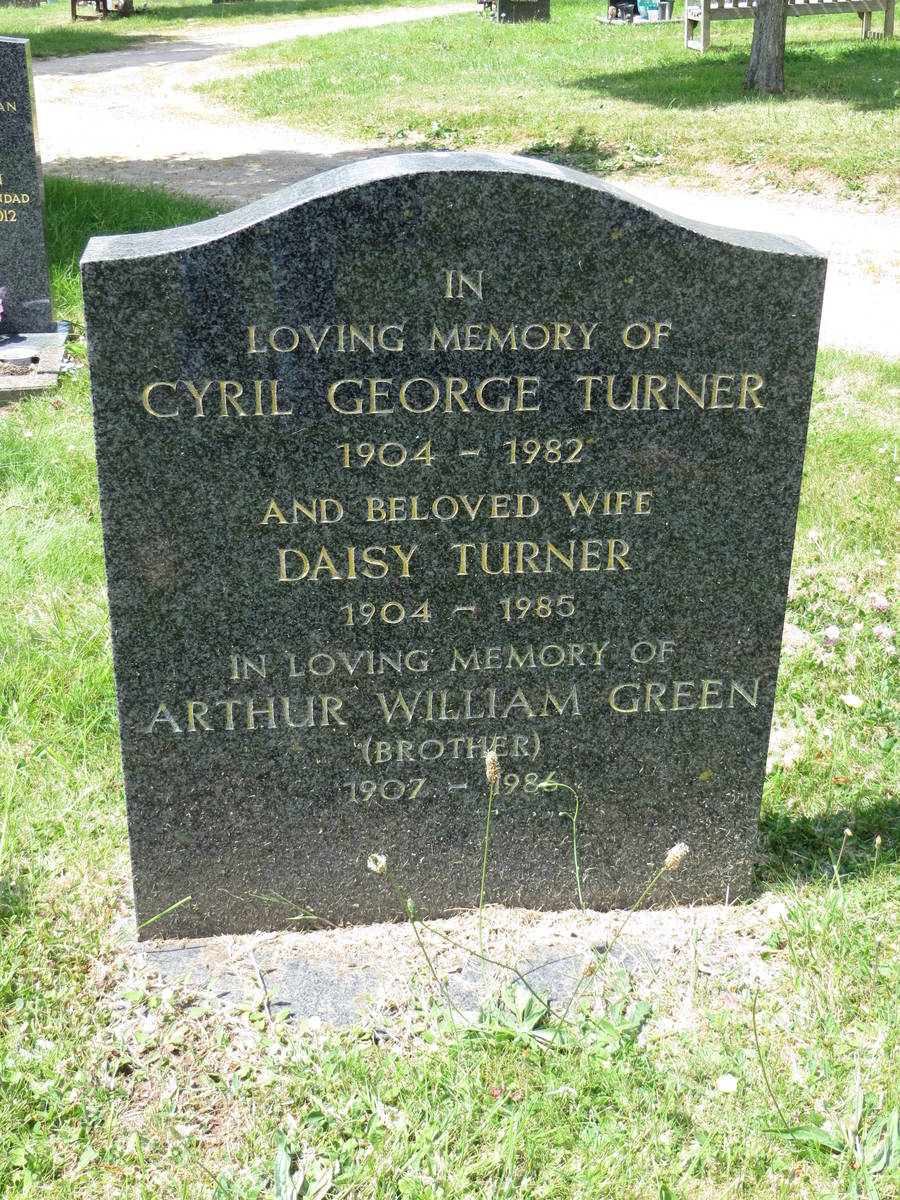 IN
LOVING MEMORY OF
CYRIL GEORGE TURNER
1904 - 1982
AND BELOVED WIFE
DAISY TURNER
1904 - 1985
IN LOVING MEMORY OF
ARTHUR WILLIAM GREEN
(BROTHER)
1907 - 1986